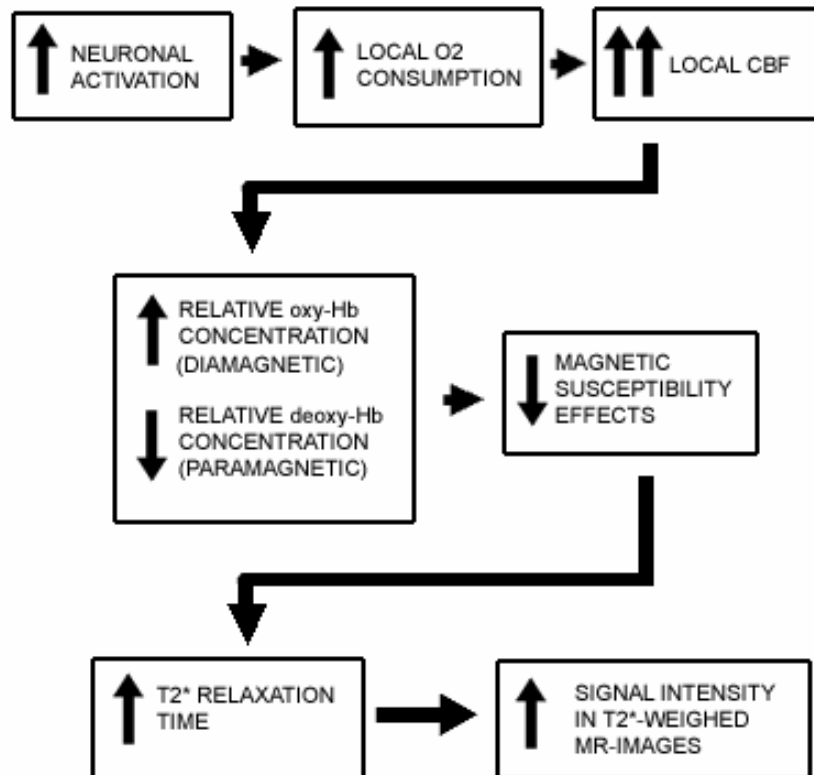 NEURONAL
ACTIVATION
LOCAL O2
CONSUMPTION
LOCAL CBF
RELATIVE oxy-Hb
CONCENTRATION
(DIAMAGNETIC)
RELATIVE deoxy-Hb
CONCENTRATION
(PARAMAGNETIC)
MAGNETIC
SUSCEPTIBILITY
EFFECTS
T2* RELAXATION
TIME
SIGNAL INTENSITY
IN T2*-WEIGHED
MR-IMAGES